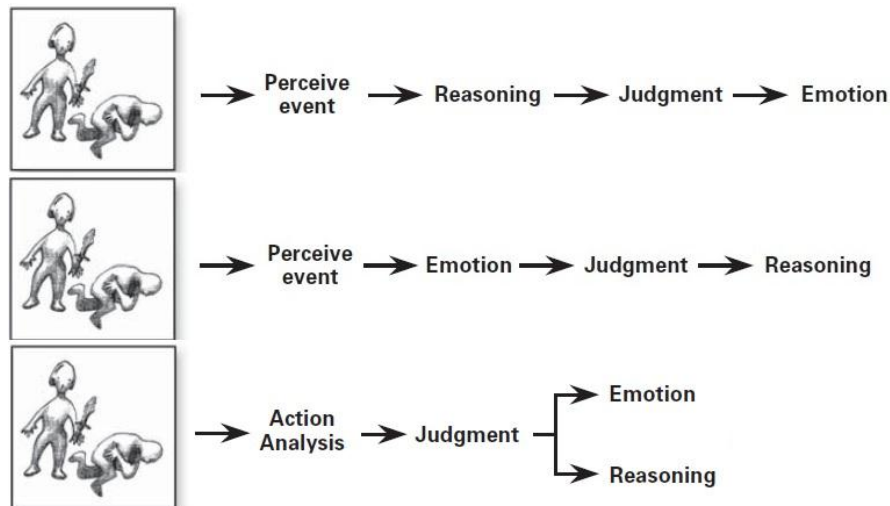 Perceive
event
Reasoning
Judgment
Emotion
Perceive
event
Emotion
Judgment
Reasoning
Action
Analysis
Judgment
Emotion
Reasoning